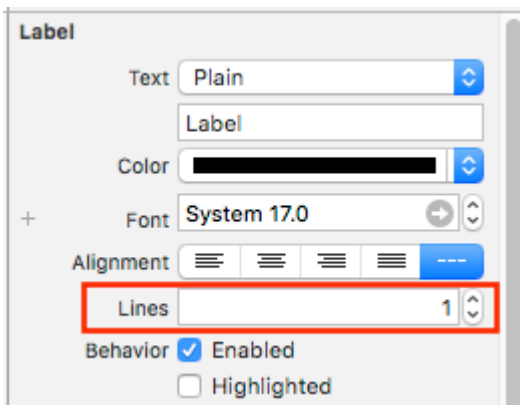 Label
Text Plain
Label
Color
+ Font System 17.0
Alignment ---
Lines 1
Behavior Enabled
Highlighted